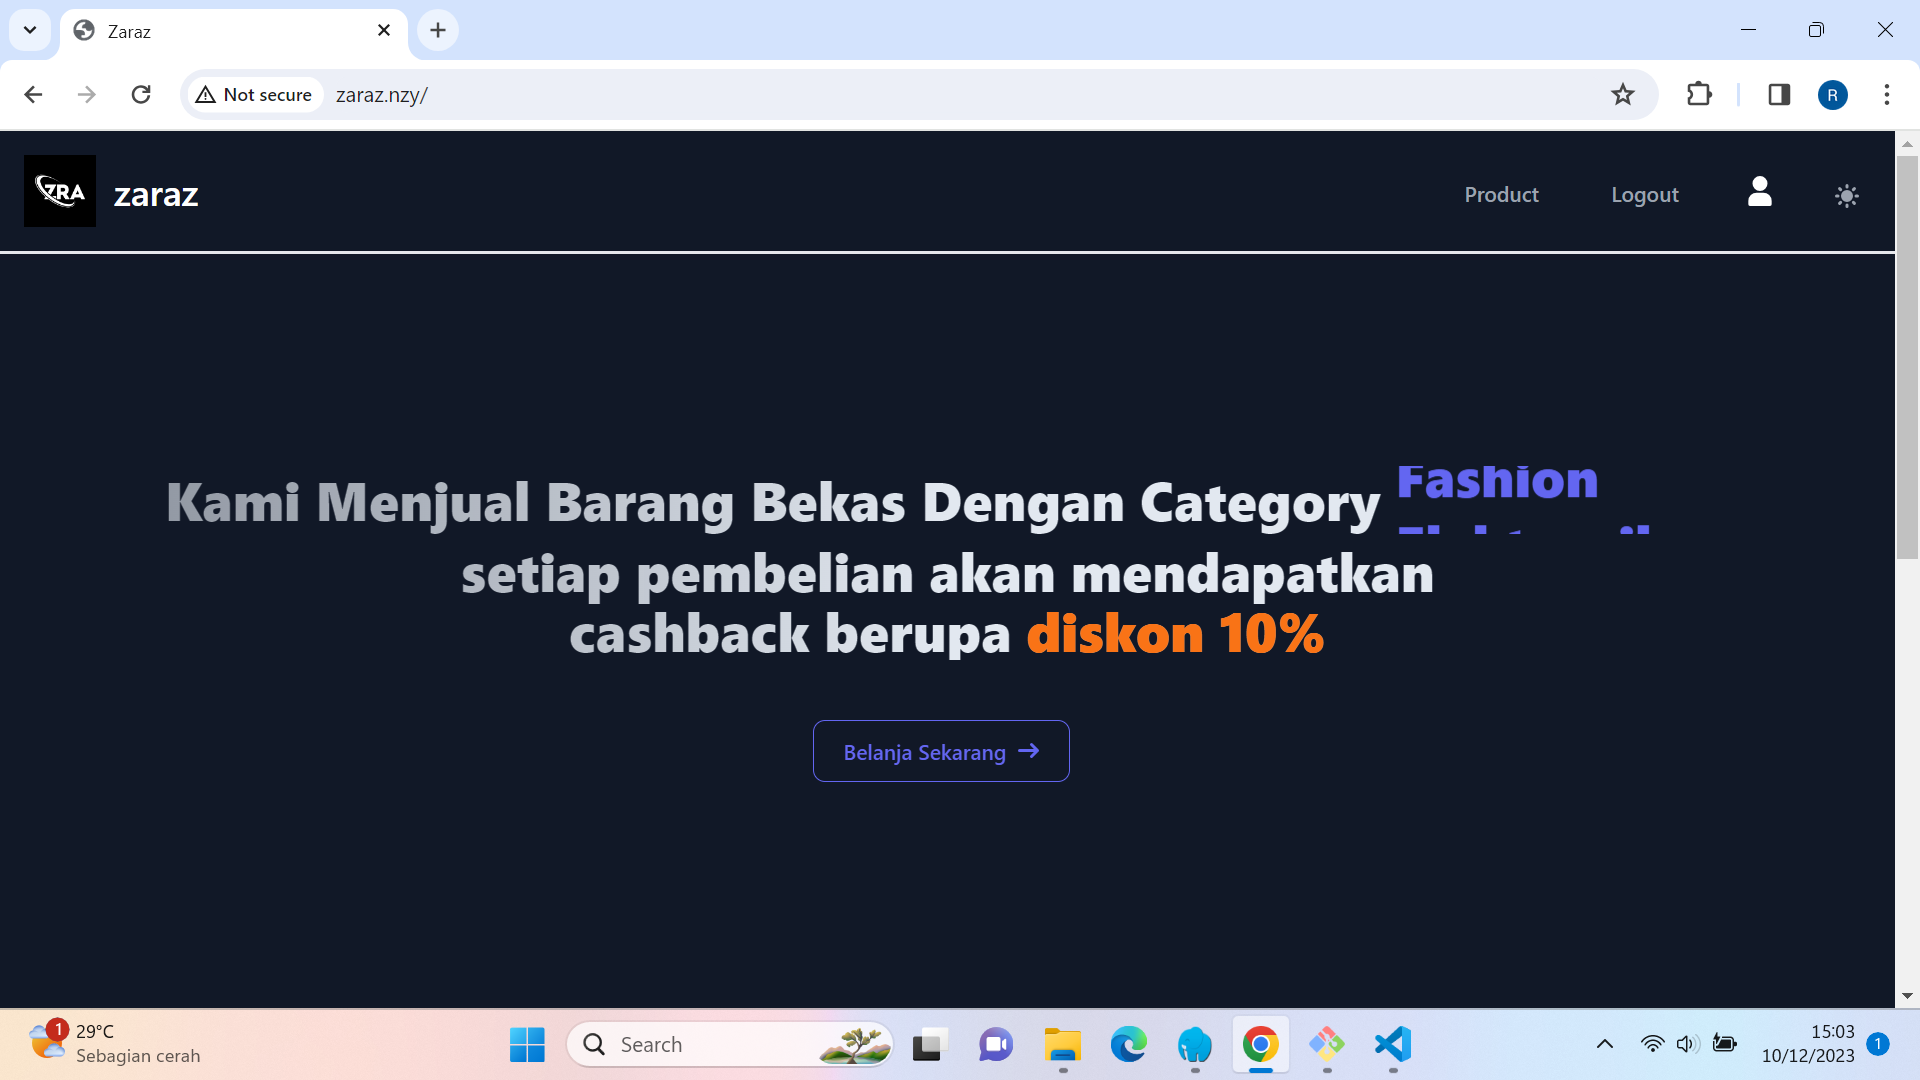 Zaraz
Not secure
zaraz.nzy/
R
ZRA
zaraz
Product
Logout
Kami Menjual Barang Bekas Dengan Category Fashion
setiap pembelian akan mendapatkan
cashback berupa diskon 10%
Belanja Sekarang
1
29°C
Sebagian cerah
Search
15:03
10/12/2023
1